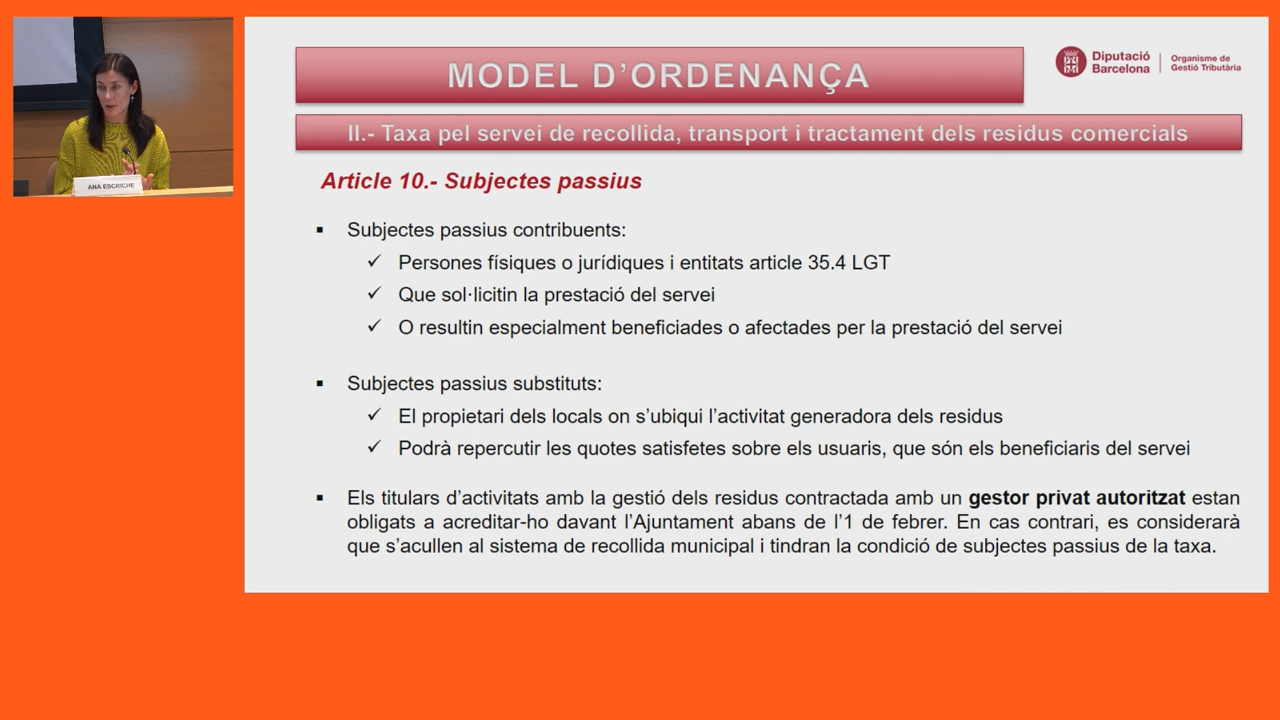 MODEL D’ORDENANÇA
Diputació
Barcelona
Organisme de
Gestió Tributària
II.- Taxa pel servei de recollida, transport i tractament dels residus comercials
Article 10.- Subjectes passius
ANA ESCRICHE
▪ Subjectes passius contribuents:
✓ Persones físiques o jurídiques i entitats article 35.4 LGT
✓ Que sol·licitin la prestació del servei
✓ O resultin especialment beneficiades o afectades per la prestació del servei
▪ Subjectes passius substituts:
✓ El propietari dels locals on s’ubiqui l’activitat generadora dels residus
✓ Podrà repercutir les quotes satisfetes sobre els usuaris, que són els beneficiaris del servei
▪ Els titulars d’activitats amb la gestió dels residus contractada amb un gestor privat autoritzat estan
obligats a acreditar-ho davant l’Ajuntament abans de l’1 de febrer. En cas contrari, es considerarà
que s’acullen al sistema de recollida municipal i tindran la condició de subjectes passius de la taxa.